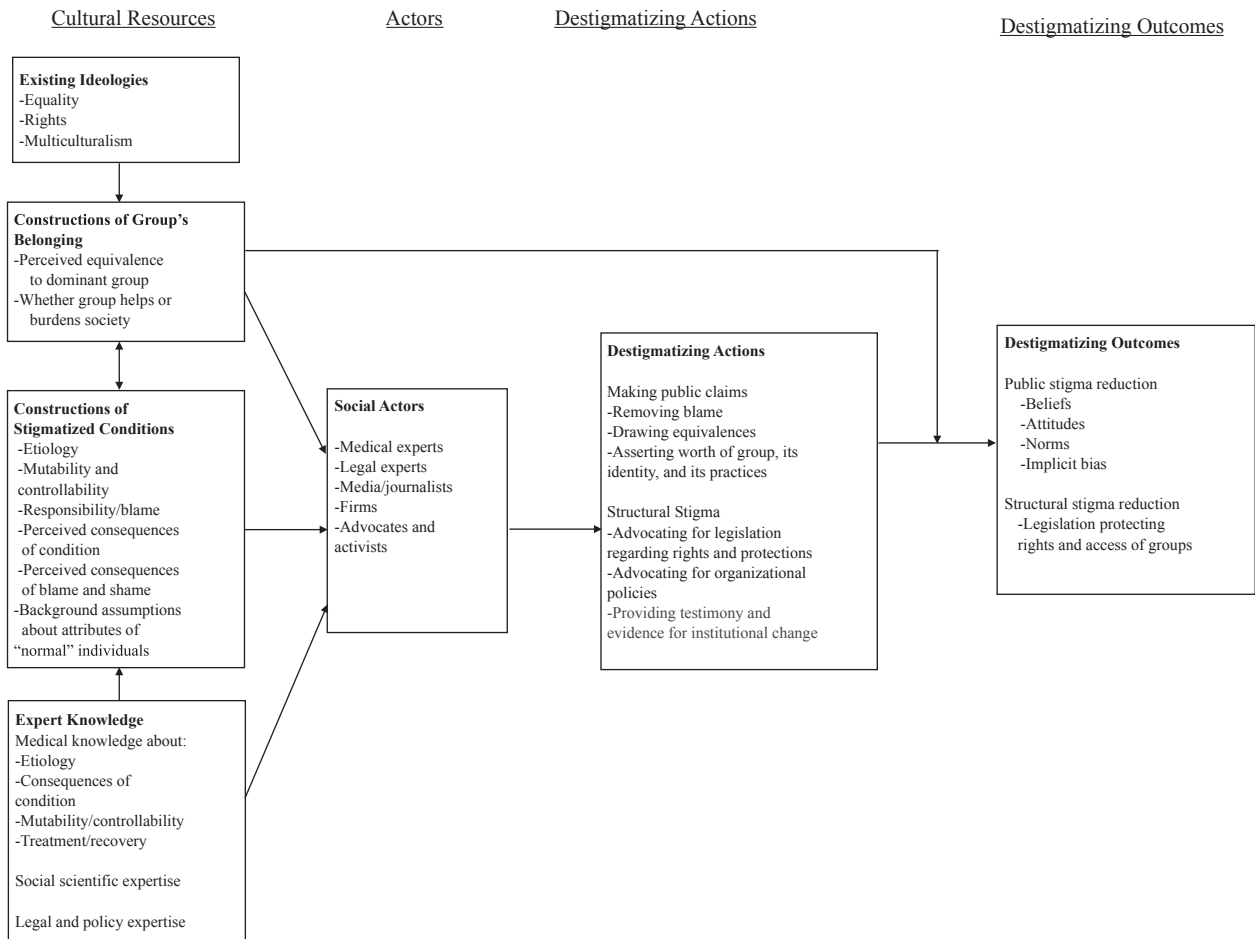 Cultural Resources
Actors
Destigmatizing Actions
Destigmatizing Outcomes
Existing Ideologies
-Equality
-Rights
-Multiculturalism
Constructions of Group's
Belonging
-Perceived equivalence
to dominant group
-Whether group helps or
burdens society
Constructions of
Stigmatized Conditions
-Etiology
-Mutability and
controllability
-Responsibility/blame
-Perceived consequences
of condition
-Perceived consequences
of blame and shame
-Background assumptions
about attributes of
“normal” individuals
Expert Knowledge
Medical knowledge about:
-Etiology
-Consequences of
condition
-Mutability/controllability
-Treatment/recovery
Social scientific expertise
Legal and policy expertise
Social Actors
-Medical experts
-Legal experts
-Media/journalists
-Firms
-Advocates and
activists
Destigmatizing Actions
Making public claims
-Removing blame
-Drawing equivalences
-Asserting worth of group, its
identity, and its practices
Structural Stigma
-Advocating for legislation
regarding rights and protections
-Advocating for organizational
policies
-Providing testimony and
evidence for institutional change
Destigmatizing Outcomes
Public stigma reduction
-Beliefs
-Attitudes
-Norms
-Implicit bias
Structural stigma reduction
-Legislation protecting
rights and access of groups